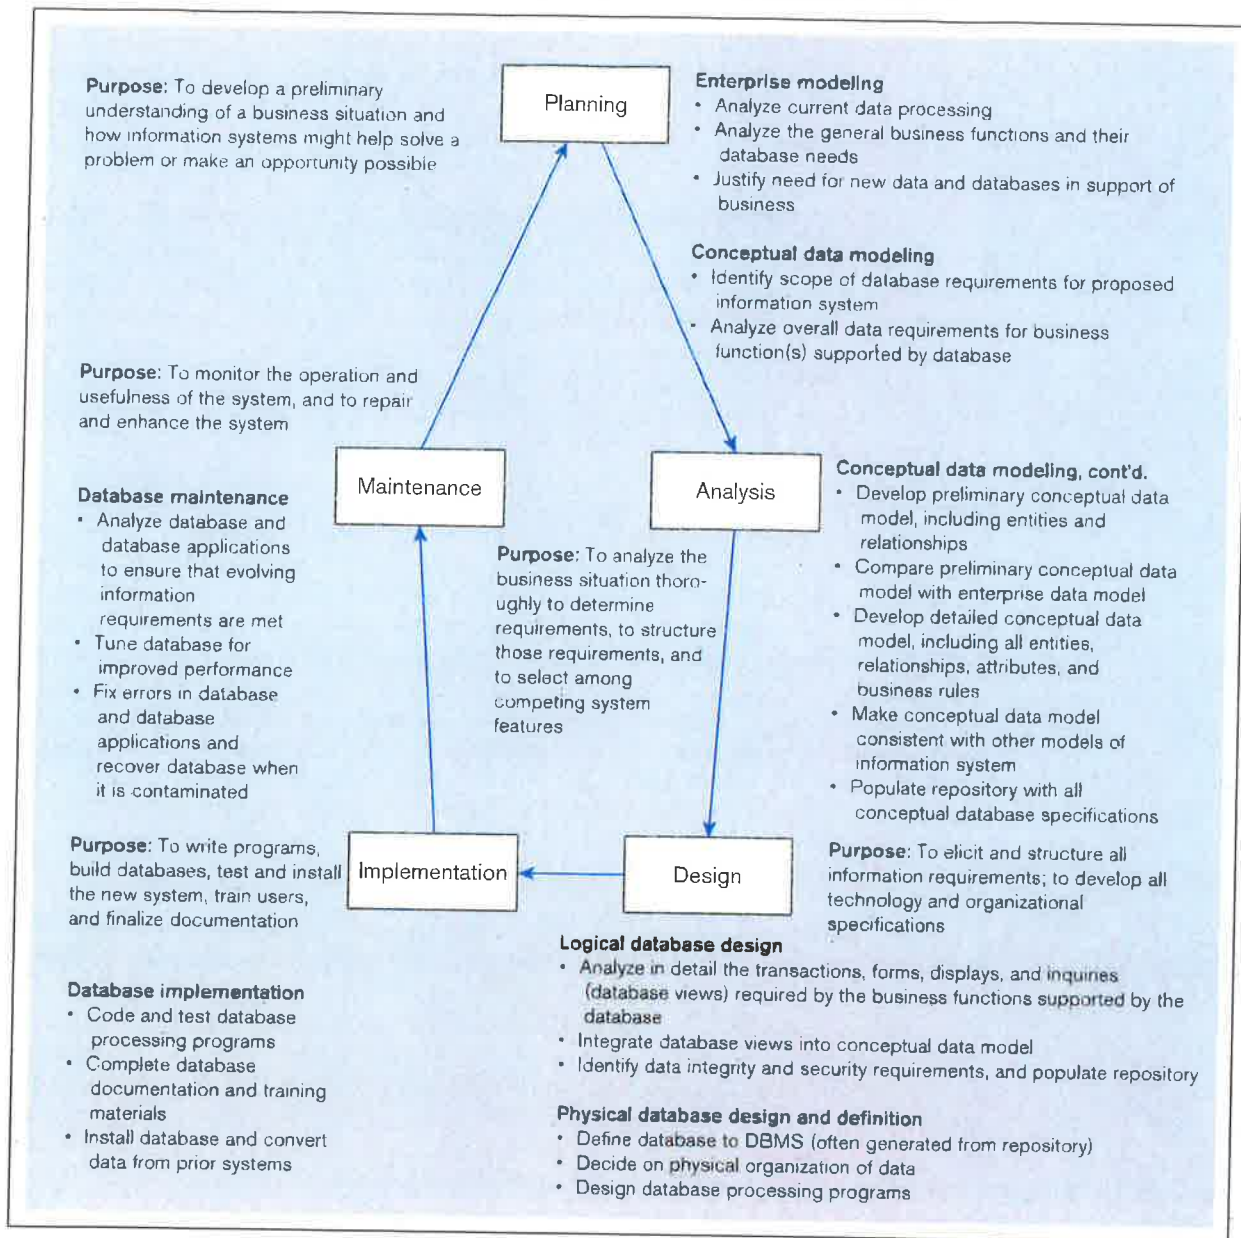 Purpose: To develop a preliminary
understanding of a business situation and
how information systems might help solve a
problem or make an opportunity possible
Planning
Enterprise modeling
• Analyze current data processing
• Analyze the general business functions and their
database needs
• Justify need for new data and databases in support of
business
Conceptual data modeling
• Identify scope of database requirements for proposed
information system
• Analyze overall data requirements for business
function(s) supported by database
Purpose: To monitor the operation and
usefulness of the system, and to repair
and enhance the system
Maintenance
Analysis
Database maintenance
• Analyze database and
database applications
to ensure that evolving
information
requirements are met
• Tune database for
improved performance
• Fix errors in database
and database
applications and
recover database when
it is contaminated
Purpose: To analyze the
business situation thoro-
ughly to determine
requirements, to structure
those requirements, and
to select among
competing system
features
Conceptual data modeling, cont'd.
• Develop preliminary conceptual data
model, including entities and
relationships
• Compare preliminary conceptual data
model with enterprise data model
• Develop detailed conceptual data
model, including all entities,
relationships, attributes, and
business rules
• Make conceptual data model
consistent with other models of
information system
• Populate repository with all
conceptual database specifications
Purpose: To write programs,
build databases, test and install
the new system, train users,
and finalize documentation
Implementation
Design
Purpose: To elicit and structure all
information requirements; to develop all
technology and organizational
specifications
Database implementation
• Code and test database
processing programs
• Complete database
documentation and training
materials
• Install database and convert
data from prior systems
Logical database design
• Analyze in detail the transactions, forms, displays, and inquiries
(database views) required by the business functions supported by the
database
• Integrate database views into conceptual data model
• Identify data integrity and security requirements, and populate repository
Physical database design and definition
• Define database to DBMS (often generated from repository)
• Decide on physical organization of data
• Design database processing programs